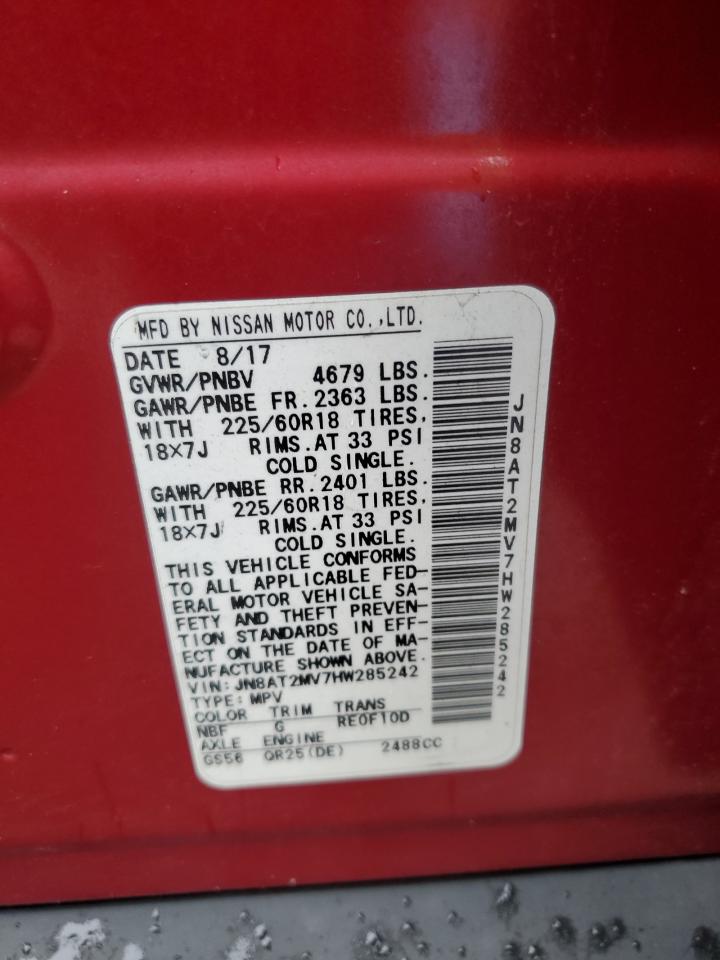 MFD BY NISSAN MOTOR CO.,LTD.
DATE 8/17
GVWR/PNBV 4679 LBS.
GAWR/PNBE FR. 2363 LBS.
WITH 225/60R18 TIRES,
18X7J RIMS.AT 33 PSI
COLD SINGLE.
GAWR/PNBE RR. 2401 LBS.
WITH 225/60R18 TIRES,
18X7J RIMS.AT 33 PSI
COLD SINGLE.
THIS VEHICLE CONFORMS
TO ALL APPLICABLE FED-
ERAL MOTOR VEHICLE SA-
FETY AND THEFT PREVEN-
TION STANDARDS IN EFF-
ECT ON THE DATE OF MA-
NUFACTURE SHOWN ABOVE.
VIN: JN8AT2MV7HW285242
TYPE: MPV
COLOR TRIM TRANS
NBF G RE0F10D
AXLE ENGINE
GS56 QR25(DE) 2488CC
JN8AT2MV7HW285242